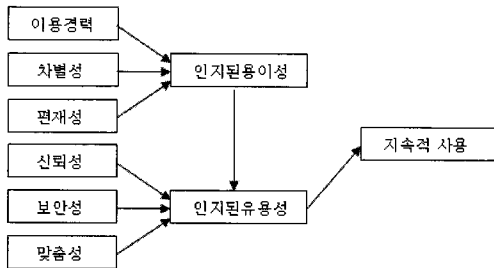 이용경력
차별성
인지된용이성
편재성
신뢰성
지속적 사용
보안성
인지된유용성
맞춤성